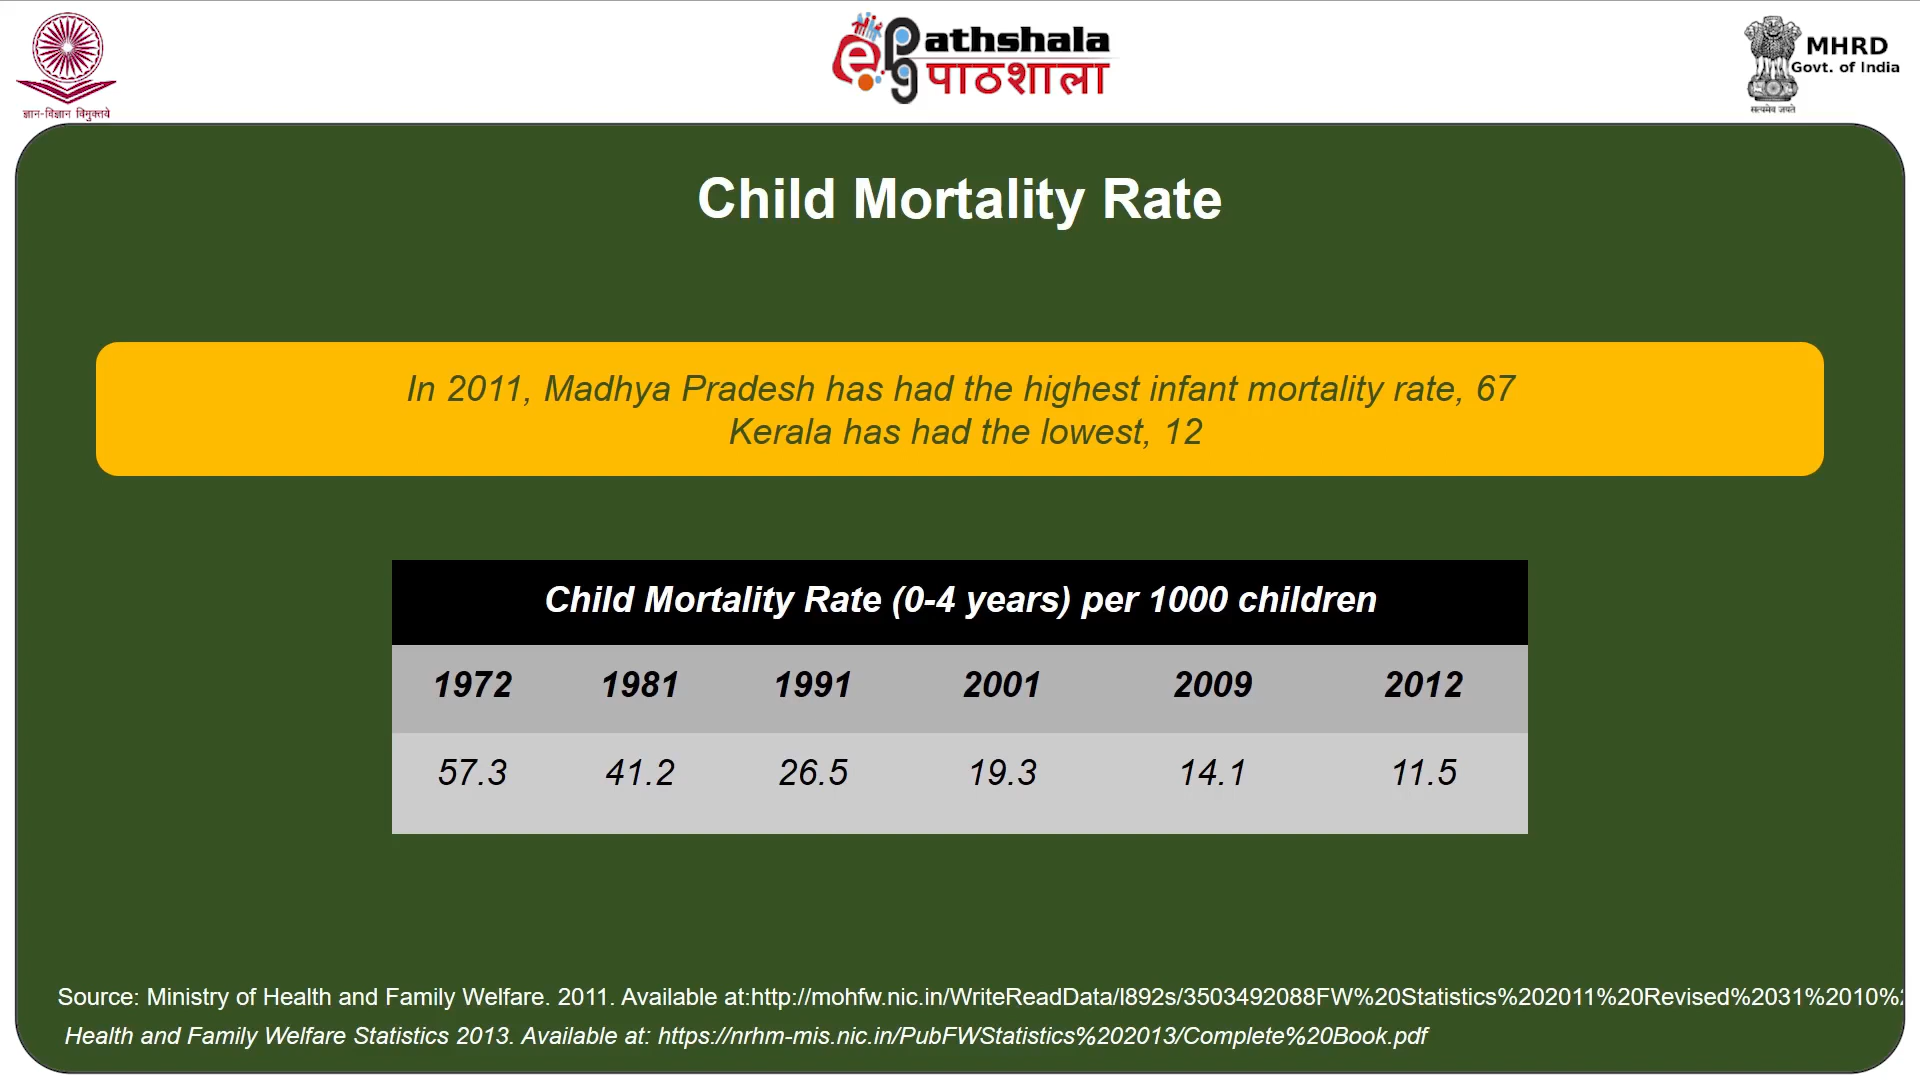 ज्ञान-विज्ञान विमुक्तये
ePathshala
पाठशाला
MHRD
Govt. of India
सत्यमेव जयते
Child Mortality Rate
In 2011, Madhya Pradesh has had the highest infant mortality rate, 67
Kerala has had the lowest, 12
Child Mortality Rate (0-4 years) per 1000 children
1972 1981 1991 2001 2009 2012
57.3 41.2 26.5 19.3 14.1 11.5
Source: Ministry of Health and Family Welfare. 2011. Available at:http://mohfw.nic.in/WriteReadData/l892s/3503492088FW%20Statistics%202011%20Revised%2031%2010%
Health and Family Welfare Statistics 2013. Available at: https://nrhm-mis.nic.in/PubFWStatistics%202013/Complete%20Book.pdf